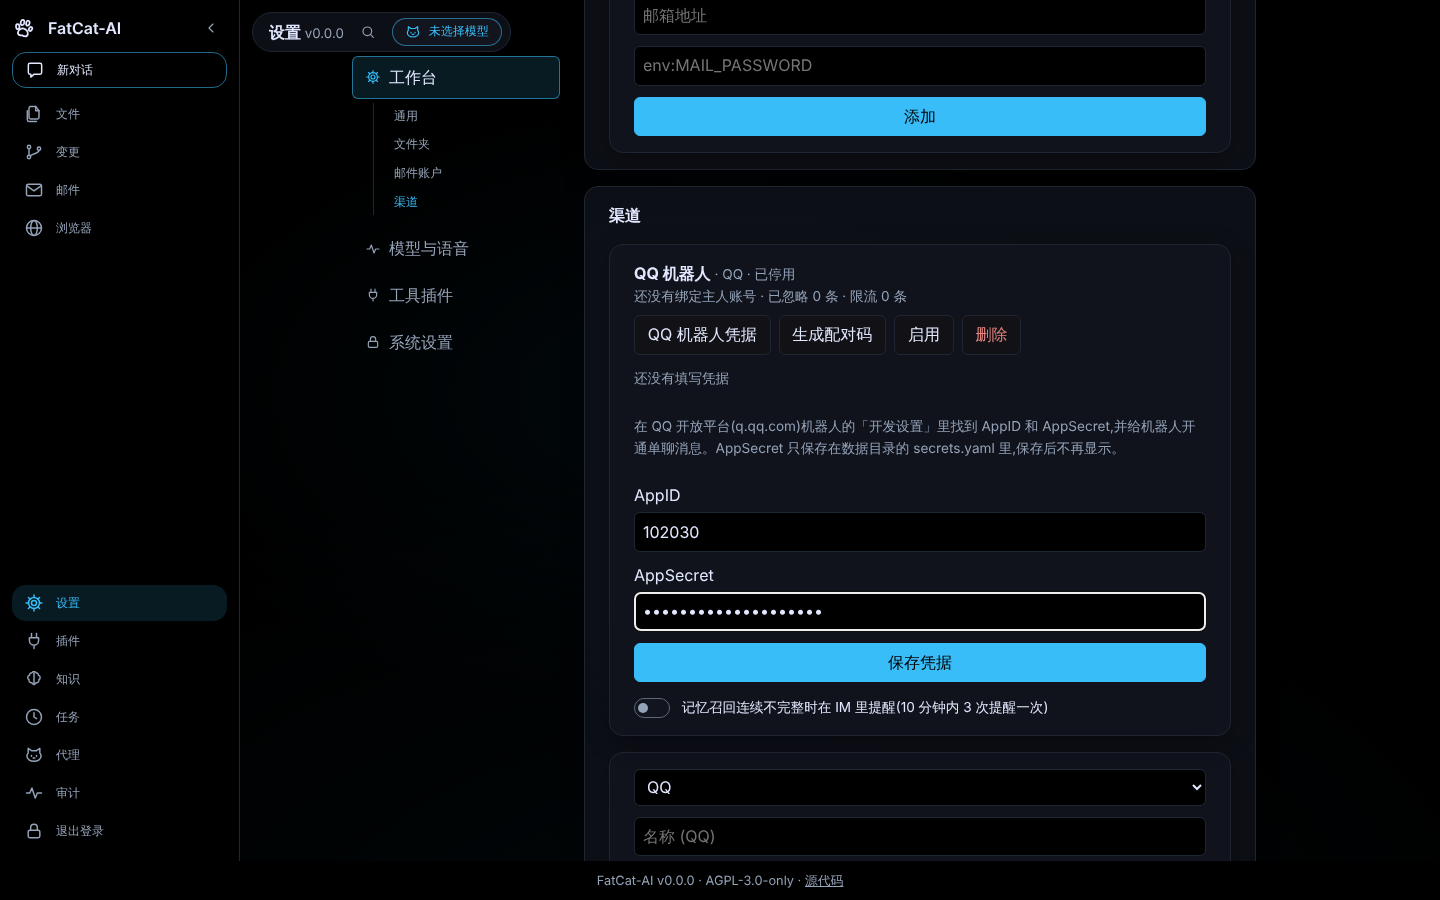 FatCat-AI
新对话
文件
变更
邮件
浏览器
设置
插件
知识
任务
代理
审计
退出登录
设置 v0.0.0
未选择模型
工作台
通用
文件夹
邮件账户
渠道
模型与语音
工具插件
系统设置
邮箱地址
env:MAIL_PASSWORD
添加
渠道
QQ 机器人 · QQ · 已停用
还没有绑定主人账号 · 已忽略 0 条 · 限流 0 条
QQ 机器人凭据
生成配对码
启用
删除
还没有填写凭据
在 QQ 开放平台(q.qq.com)机器人的「开发设置」里找到 AppID 和 AppSecret,并给机器人开
通单聊消息。AppSecret 只保存在数据目录的 secrets.yaml 里,保存后不再显示。
AppID
102030
AppSecret
••••••••••••••••••••
保存凭据
记忆召回连续不完整时在 IM 里提醒(10 分钟内 3 次提醒一次)
QQ
名称 (QQ)
FatCat-AI v0.0.0 · AGPL-3.0-only · 源代码